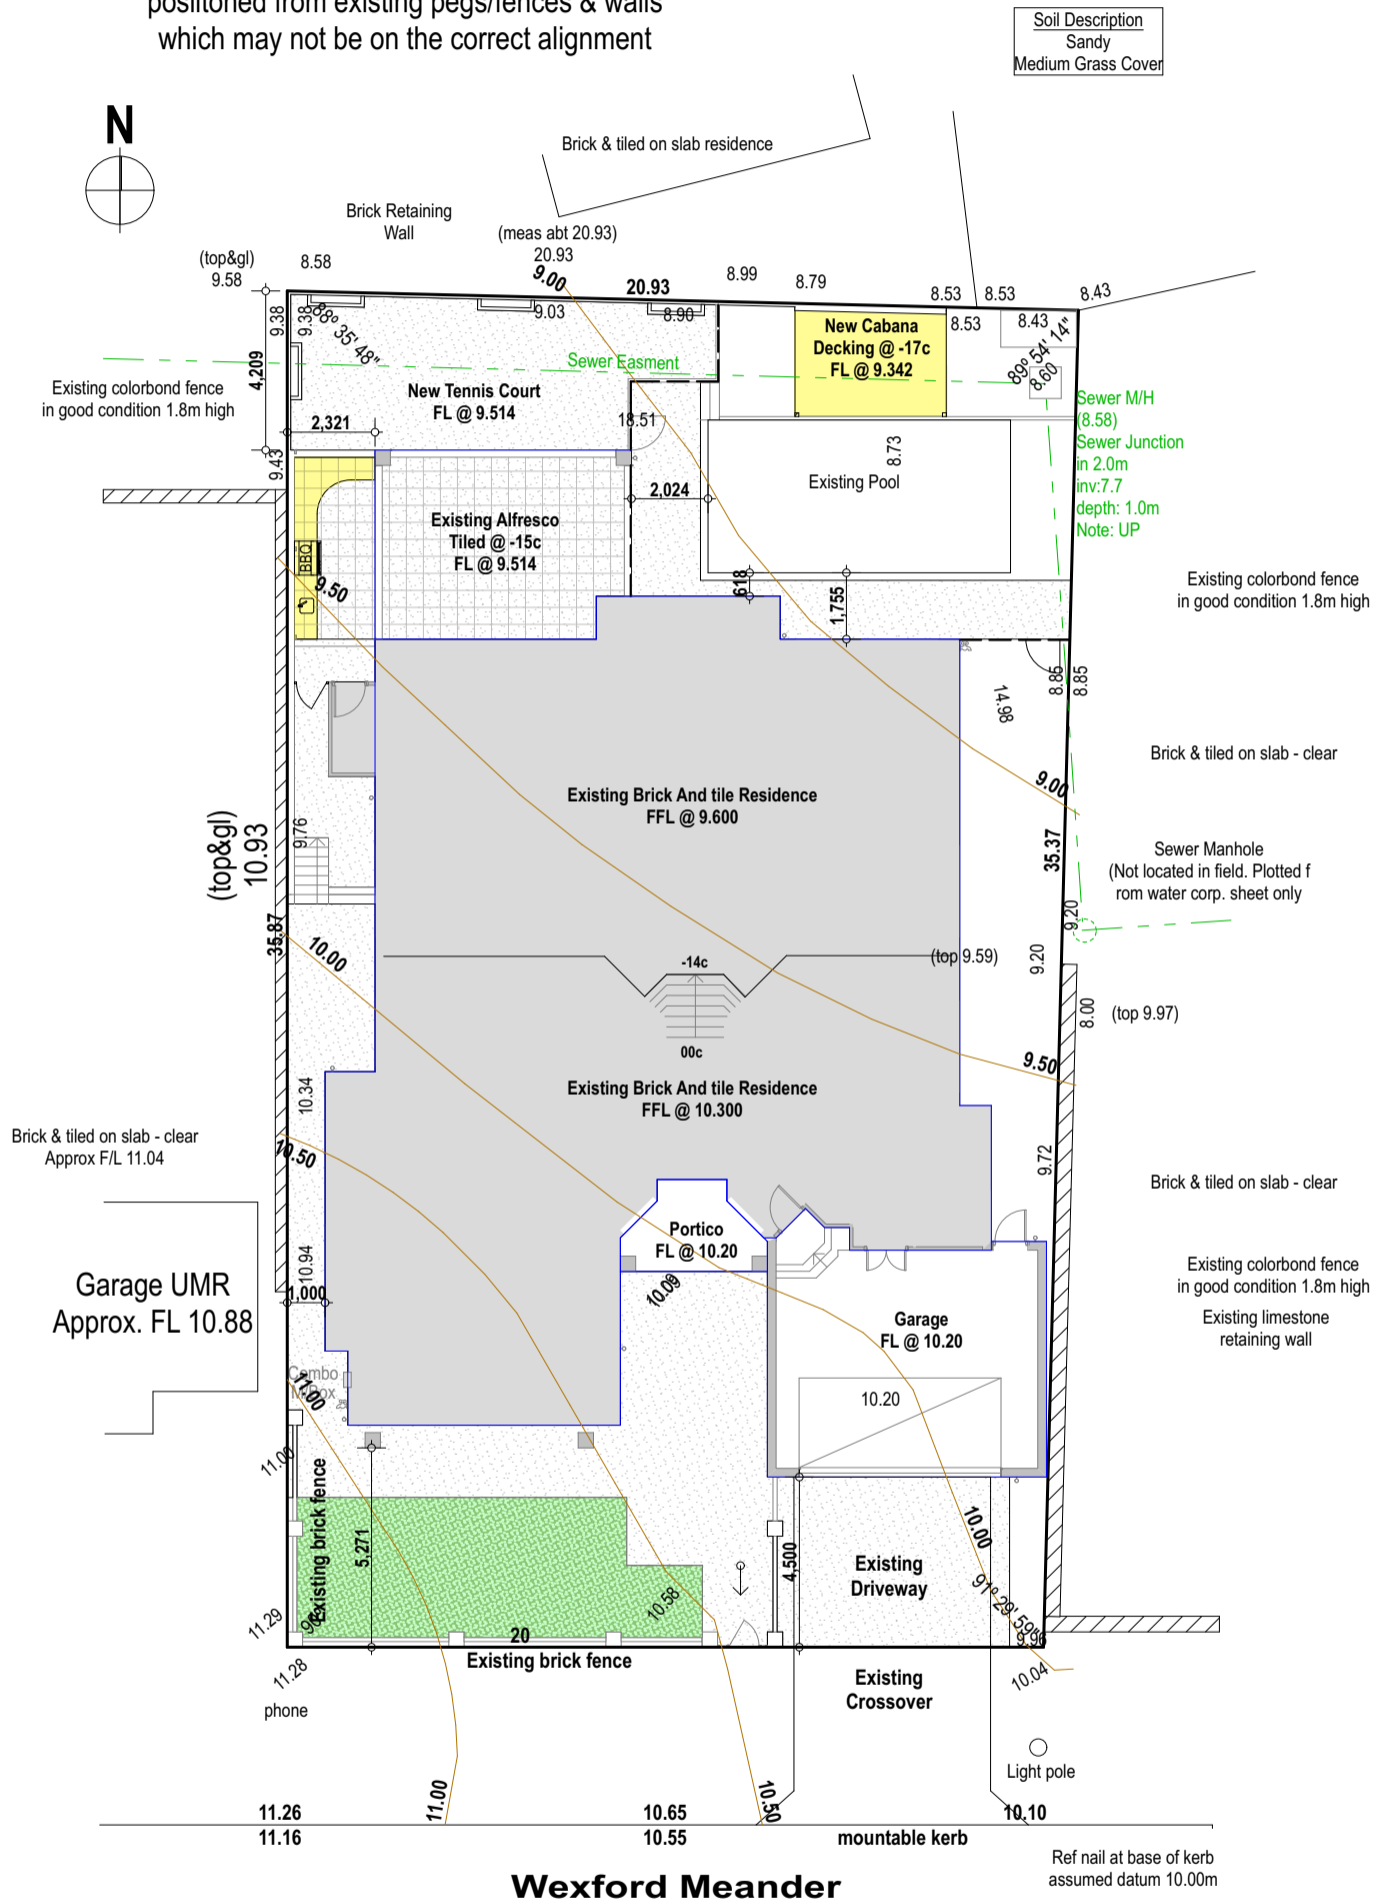 positoned from existing pegs/fences & walls
which may not be on the correct alignment
Soil Description
Sandy
Medium Grass Cover
N
Brick & tiled on slab residence
Brick Retaining
Wall
(meas abt 20.93)
20.93
(top&gl)
9.58
8.58
9.00
20.93
8.99
8.79
8.53
8.53
8.43
9.38
9.38
88° 35' 48"
9.03
8.90
New Cabana
Decking @ -17c
FL @ 9.342
8.53
8.43
89° 54' 14"
8.60
4,209
Sewer Easment
Existing colorbond fence
in good condition 1.8m high
New Tennis Court
FL @ 9.514
2,321
18.51
Sewer M/H
(8.58)
Sewer Junction
in 2.0m
inv:7.7
depth: 1.0m
Note: UP
9.43
8.73
Existing Pool
2,024
Existing Alfresco
Tiled @ -15c
FL @ 9.514
BBQ
9.50
618
1,755
Existing colorbond fence
in good condition 1.8m high
8.85
8.85
14.98
Brick & tiled on slab - clear
9.00
Existing Brick And tile Residence
FFL @ 9.600
(top&gl)
10.93
9.76
35.37
Sewer Manhole
(Not located in field. Plotted f
rom water corp. sheet only
35.87
10.00
9.20
9.20
-14c
(top 9.59)
8.00
(top 9.97)
00c
9.50
Existing Brick And tile Residence
FFL @ 10.300
10.34
Brick & tiled on slab - clear
Approx F/L 11.04
10.50
9.72
Brick & tiled on slab - clear
Portico
FL @ 10.20
10.09
10.94
1,000
Garage UMR
Approx. FL 10.88
Garage
FL @ 10.20
Existing colorbond fence
in good condition 1.8m high
Existing limestone
retaining wall
Combo
M/Box
11.00
10.20
11.00
Existing brick fence
5,271
4,500
10.00
Existing
Driveway
91° 29' 59"
9.96
10.58
11.29
20
Existing brick fence
11.28
phone
Existing
Crossover
10.04
Light pole
11.00
10.50
11.26
10.65
10.10
11.16
10.55
mountable kerb
Ref nail at base of kerb
assumed datum 10.00m
Wexford Meander